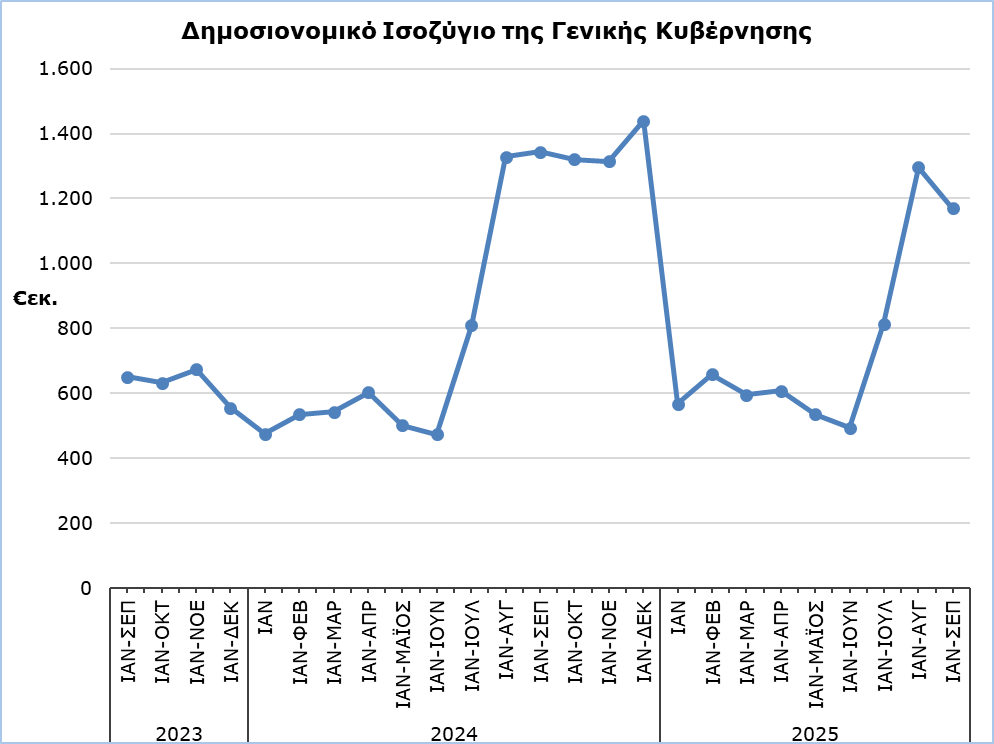 Δημοσιονομικό Ισοζύγιο της Γενικής Κυβέρνησης
1.600
1.400
1.200
1.000
€εκ.
800
600
400
200
0
ΙΑΝ-ΣΕΠ
ΙΑΝ-ΟΚΤ
ΙΑΝ-ΝΟΕ
ΙΑΝ-ΔΕΚ
ΙΑΝ
ΙΑΝ-ΦΕΒ
ΙΑΝ-ΜΑΡ
ΙΑΝ-ΑΠΡ
ΙΑΝ-ΜΑΪΟΣ
ΙΑΝ-ΙΟΥΝ
ΙΑΝ-ΙΟΥΛ
ΙΑΝ-ΑΥΓ
ΙΑΝ-ΣΕΠ
ΙΑΝ-ΟΚΤ
ΙΑΝ-ΝΟΕ
ΙΑΝ-ΔΕΚ
ΙΑΝ
ΙΑΝ-ΦΕΒ
ΙΑΝ-ΜΑΡ
ΙΑΝ-ΑΠΡ
ΙΑΝ-ΜΑΪΟΣ
ΙΑΝ-ΙΟΥΝ
ΙΑΝ-ΙΟΥΛ
ΙΑΝ-ΑΥΓ
ΙΑΝ-ΣΕΠ
2023
2024
2025